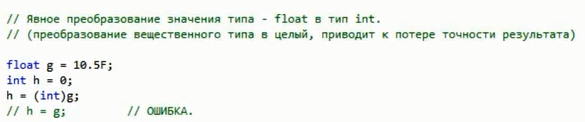 // Явное преобразование значения типа - float в тип int.
// (преобразование вещественного типа в целый, приводит к потере точности результата)
float g = 10.5F;
int h = 0;
h = (int)g;
// h = g; // ОШИБКА.